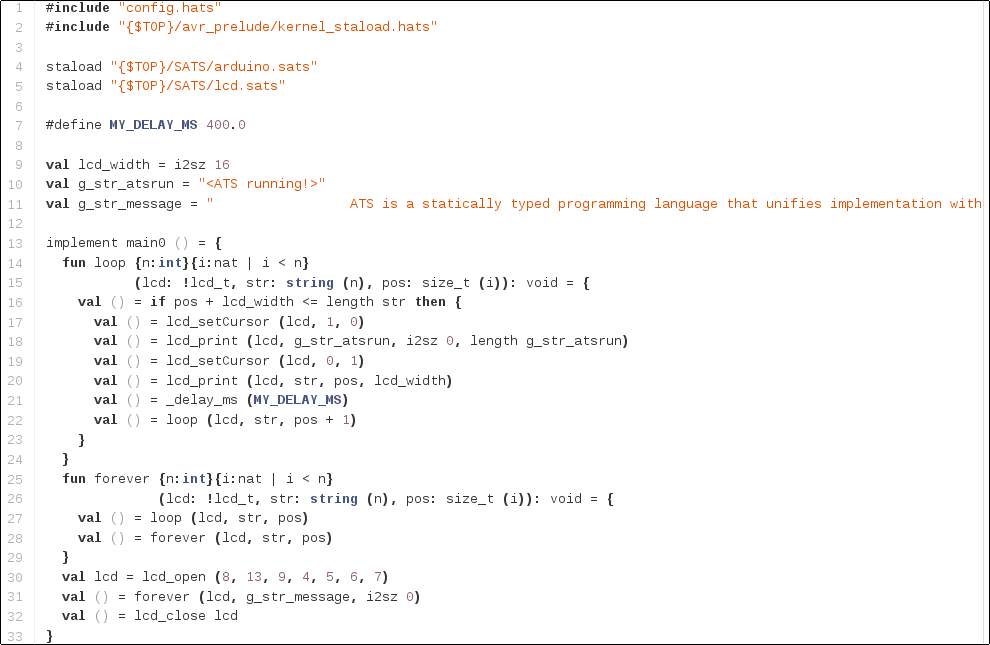 1 #include "config.hats"
2 #include "{$TOP}/avr_prelude/kernel_staload.hats"
3
4 staload "{$TOP}/SATS/arduino.sats"
5 staload "{$TOP}/SATS/lcd.sats"
6
7 #define MY_DELAY_MS 400.0
8
9 val lcd_width = i2sz 16
10 val g_str_atsrun = "<ATS running!>"
11 val g_str_message = "                 ATS is a statically typed programming language that unifies implementation with
12
13 implement main0 () = {
14   fun loop {n:int}{i:nat | i < n}
15            (lcd: !lcd_t, str: string (n), pos: size_t (i)): void = {
16     val () = if pos + lcd_width <= length str then {
17       val () = lcd_setCursor (lcd, 1, 0)
18       val () = lcd_print (lcd, g_str_atsrun, i2sz 0, length g_str_atsrun)
19       val () = lcd_setCursor (lcd, 0, 1)
20       val () = lcd_print (lcd, str, pos, lcd_width)
21       val () = _delay_ms (MY_DELAY_MS)
22       val () = loop (lcd, str, pos + 1)
23     }
24   }
25   fun forever {n:int}{i:nat | i < n}
26               (lcd: !lcd_t, str: string (n), pos: size_t (i)): void = {
27     val () = loop (lcd, str, pos)
28     val () = forever (lcd, str, pos)
29   }
30   val lcd = lcd_open (8, 13, 9, 4, 5, 6, 7)
31   val () = forever (lcd, g_str_message, i2sz 0)
32   val () = lcd_close lcd
33 }